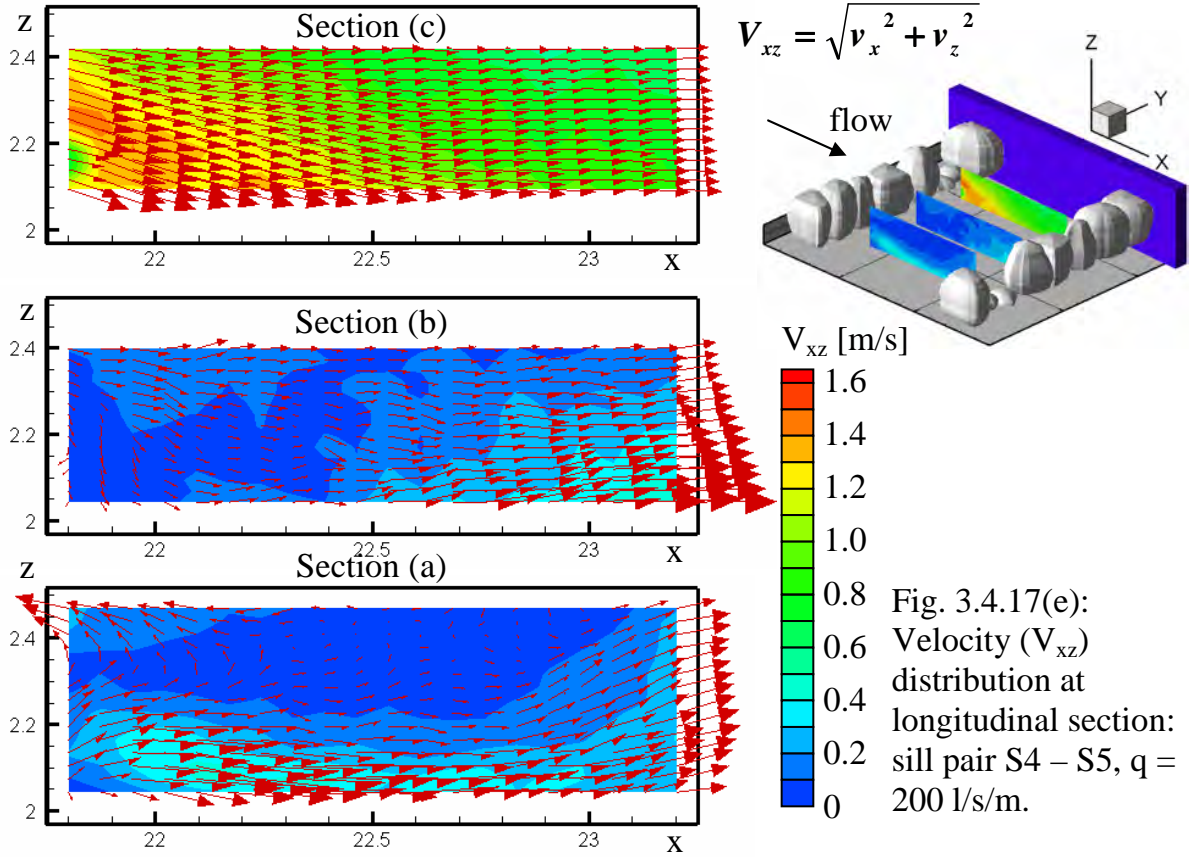 Section (c)
z
2.4
2.2
2
22
22.5
23
x
V_xz = √(v_x² + v_z²)
flow
Z
Y
X
Section (b)
z
2.4
2.2
2
22
22.5
23
x
Section (a)
z
2.4
2.2
2
22
22.5
23
x
V_xz [m/s]
1.6
1.4
1.2
1.0
0.8
0.6
0.4
0.2
0
Fig. 3.4.17(e):
Velocity (V_xz)
distribution at
longitudinal section:
sill pair S4 – S5, q =
200 l/s/m.